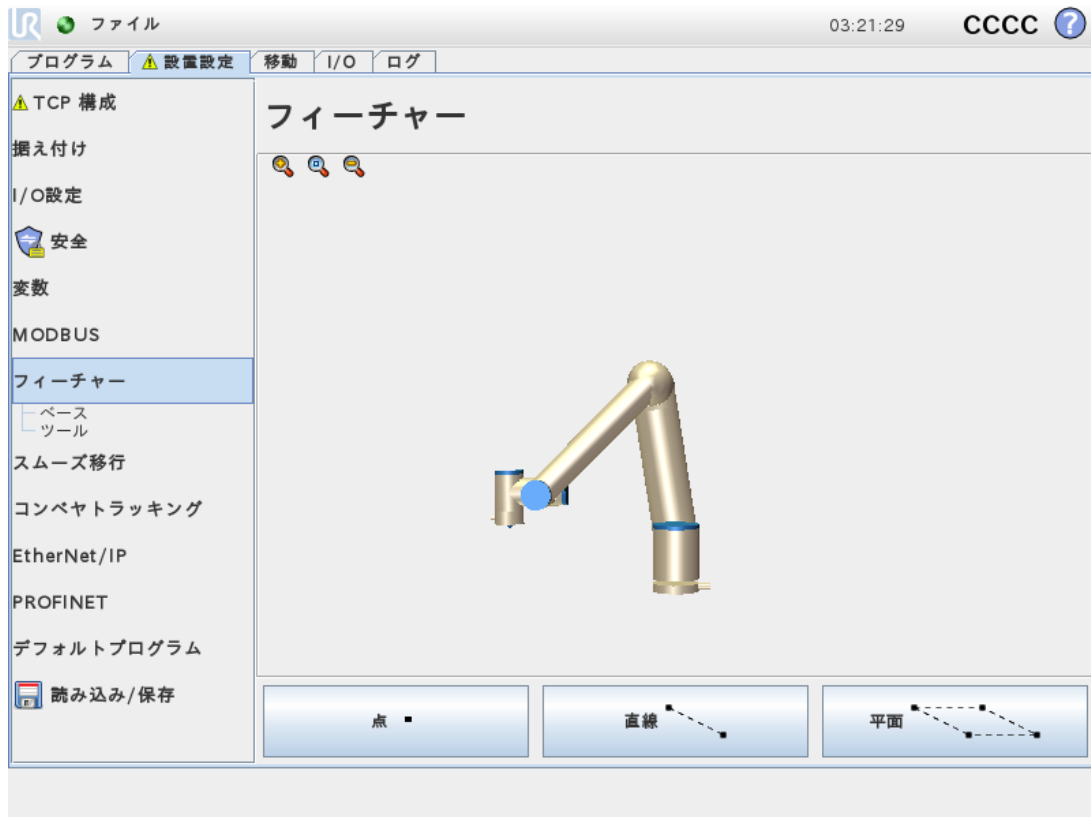 UR ファイル 03:21:29 CCCC ?
プログラム 設置設定 移動 I/O ログ
TCP 構成
フィーチャー
据え付け
I/O設定
安全
変数
MODBUS
フィーチャー
ベース
ツール
スムーズ移行
コンベヤトラッキング
EtherNet/IP
PROFINET
デフォルトプログラム
読み込み/保存
点 直線 平面